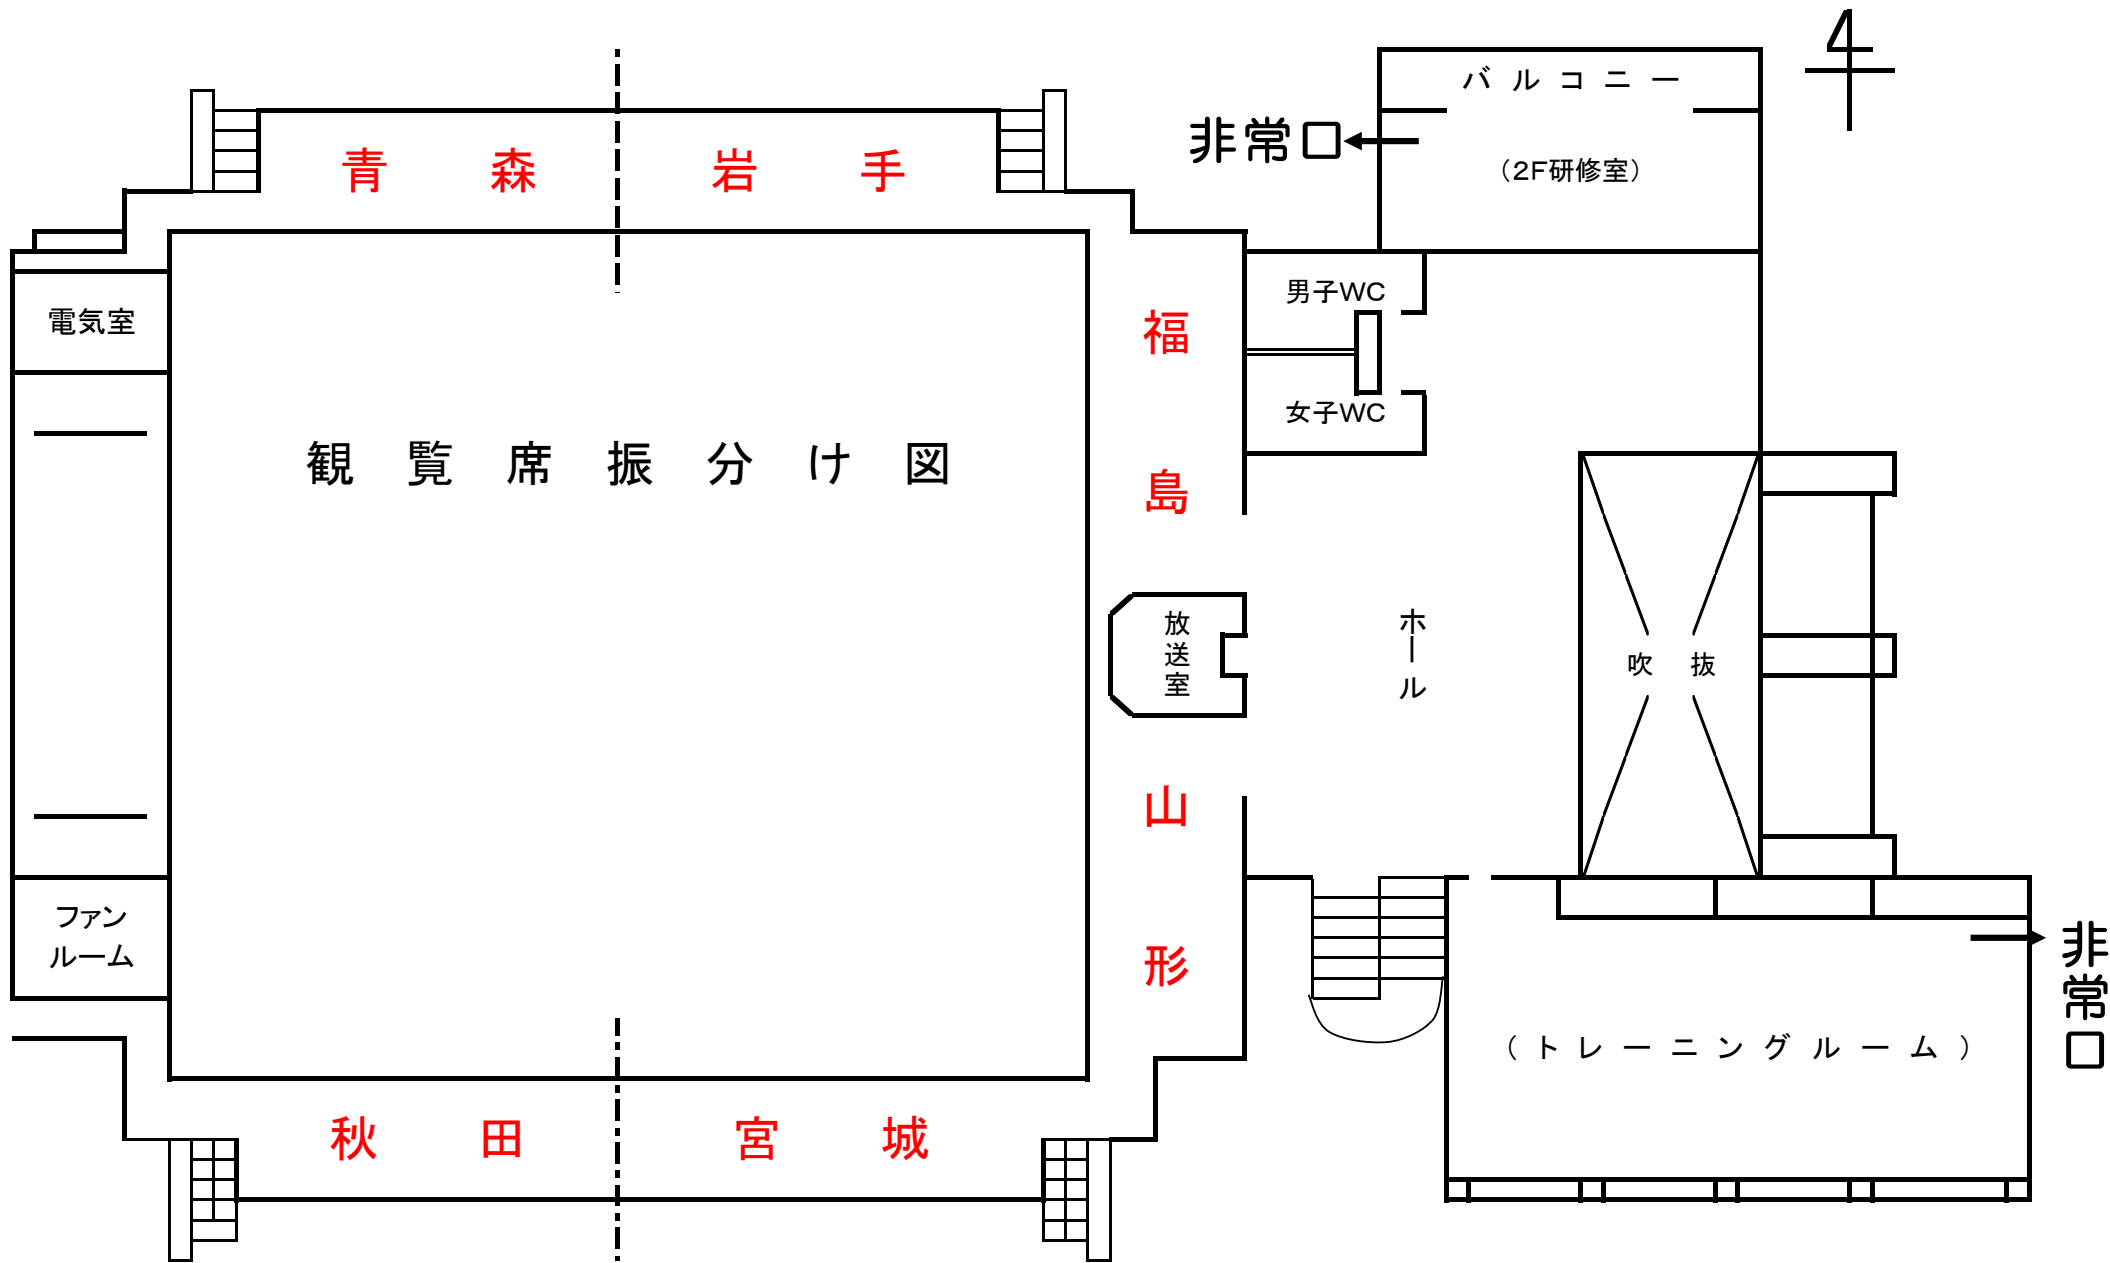 バルコニー
非常口
（2F研修室）
青森
岩手
男子WC
電気室
福島
女子WC
観覧席振分け図
放送室
ホール
吹抜
山形
ファン
ルーム
非常口
（トレーニングルーム）
秋田
宮城